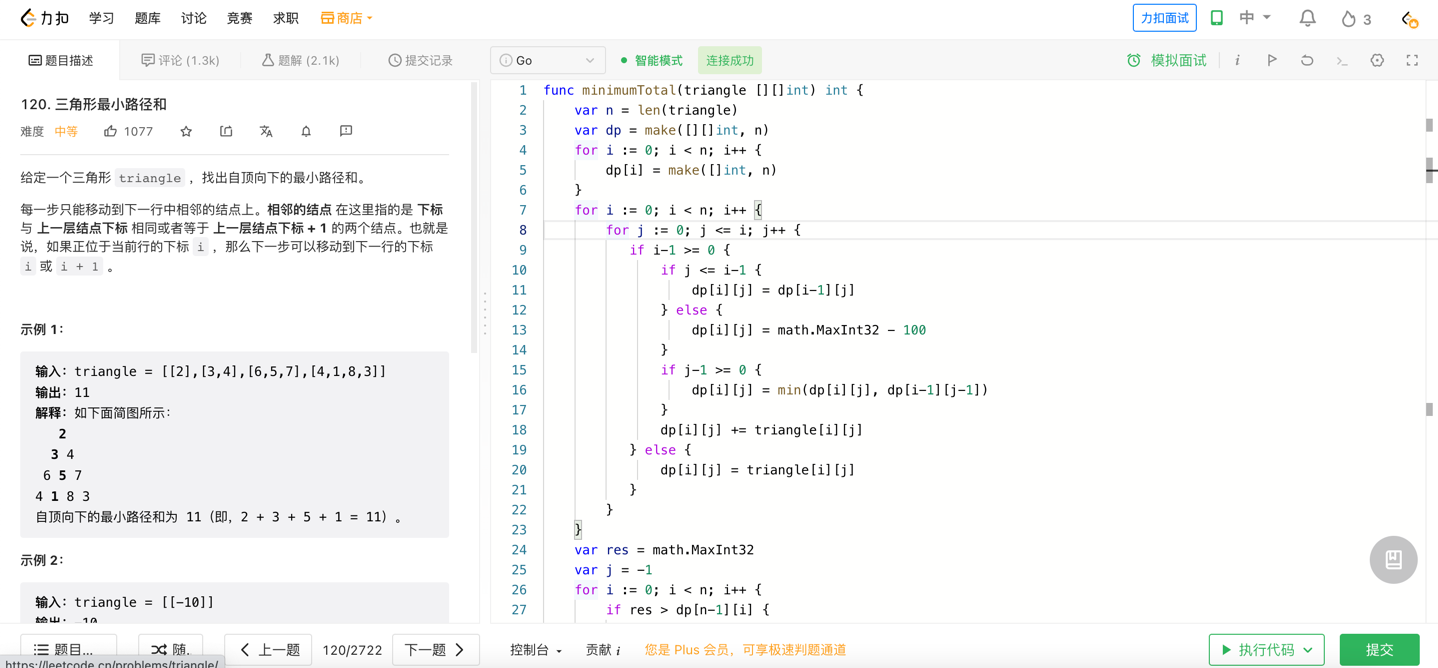 力扣 学习 题库 讨论 竞赛 求职 商店 力扣面试 中 3
题目描述 评论 (1.3k) 题解 (2.1k) 提交记录 Go 智能模式 连接成功 模拟面试
120. 三角形最小路径和
难度 中等 1077
给定一个三角形 triangle ，找出自顶向下的最小路径和。
每一步只能移动到下一行中相邻的结点上。相邻的结点 在这里指的是 下标
与 上一层结点下标 相同或者等于 上一层结点下标 + 1 的两个结点。也就是
说，如果正位于当前行的下标 i ，那么下一步可以移动到下一行的下标
i 或 i + 1 。
示例 1：
输入：triangle = [[2],[3,4],[6,5,7],[4,1,8,3]]
输出：11
解释：如下面简图所示：
2
3 4
6 5 7
4 1 8 3
自顶向下的最小路径和为 11（即，2 + 3 + 5 + 1 = 11）。
示例 2：
输入：triangle = [[-10]]
输出：-10
1 func minimumTotal(triangle [][]int) int {
2 var n = len(triangle)
3 var dp = make([][]int, n)
4 for i := 0; i < n; i++ {
5 dp[i] = make([]int, n)
6 }
7 for i := 0; i < n; i++ {
8 for j := 0; j <= i; j++ {
9 if i-1 >= 0 {
10 if j <= i-1 {
11 dp[i][j] = dp[i-1][j]
12 } else {
13 dp[i][j] = math.MaxInt32 - 100
14 }
15 if j-1 >= 0 {
16 dp[i][j] = min(dp[i][j], dp[i-1][j-1])
17 }
18 dp[i][j] += triangle[i][j]
19 } else {
20 dp[i][j] = triangle[i][j]
21 }
22 }
23 }
24 var res = math.MaxInt32
25 var j = -1
26 for i := 0; i < n; i++ {
27 if res > dp[n-1][i] {
题目... 随. 上一题 120/2722 下一题 控制台 贡献 i 您是 Plus 会员，可享极速判题通道 执行代码 提交
https://leetcode.cn/problems/triangle/